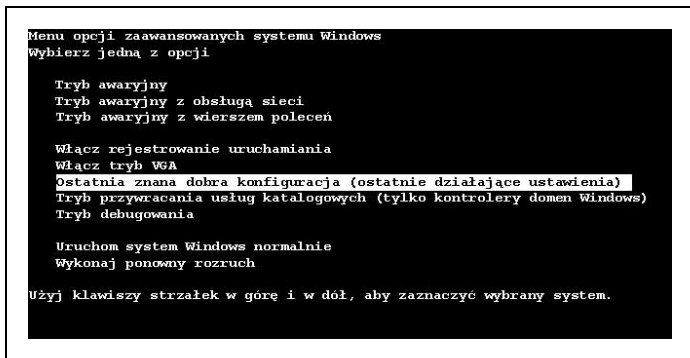 Menu opcji zaawansowanych systemu Windows
Wybierz jedną z opcji
Tryb awaryjny
Tryb awaryjny z obsługą sieci
Tryb awaryjny z wierszem poleceń
Włącz rejestrowanie uruchamiania
Włącz tryb VGA
Ostatnia znana dobra konfiguracja (ostatnie działające ustawienia)
Tryb przywracania usług katalogowych (tylko kontrolery domen Windows)
Tryb debugowania
Uruchom system Windows normalnie
Wykonaj ponowny rozruch
Użyj klawiszy strzałek w górę i w dół, aby zaznaczyć wybrany system.